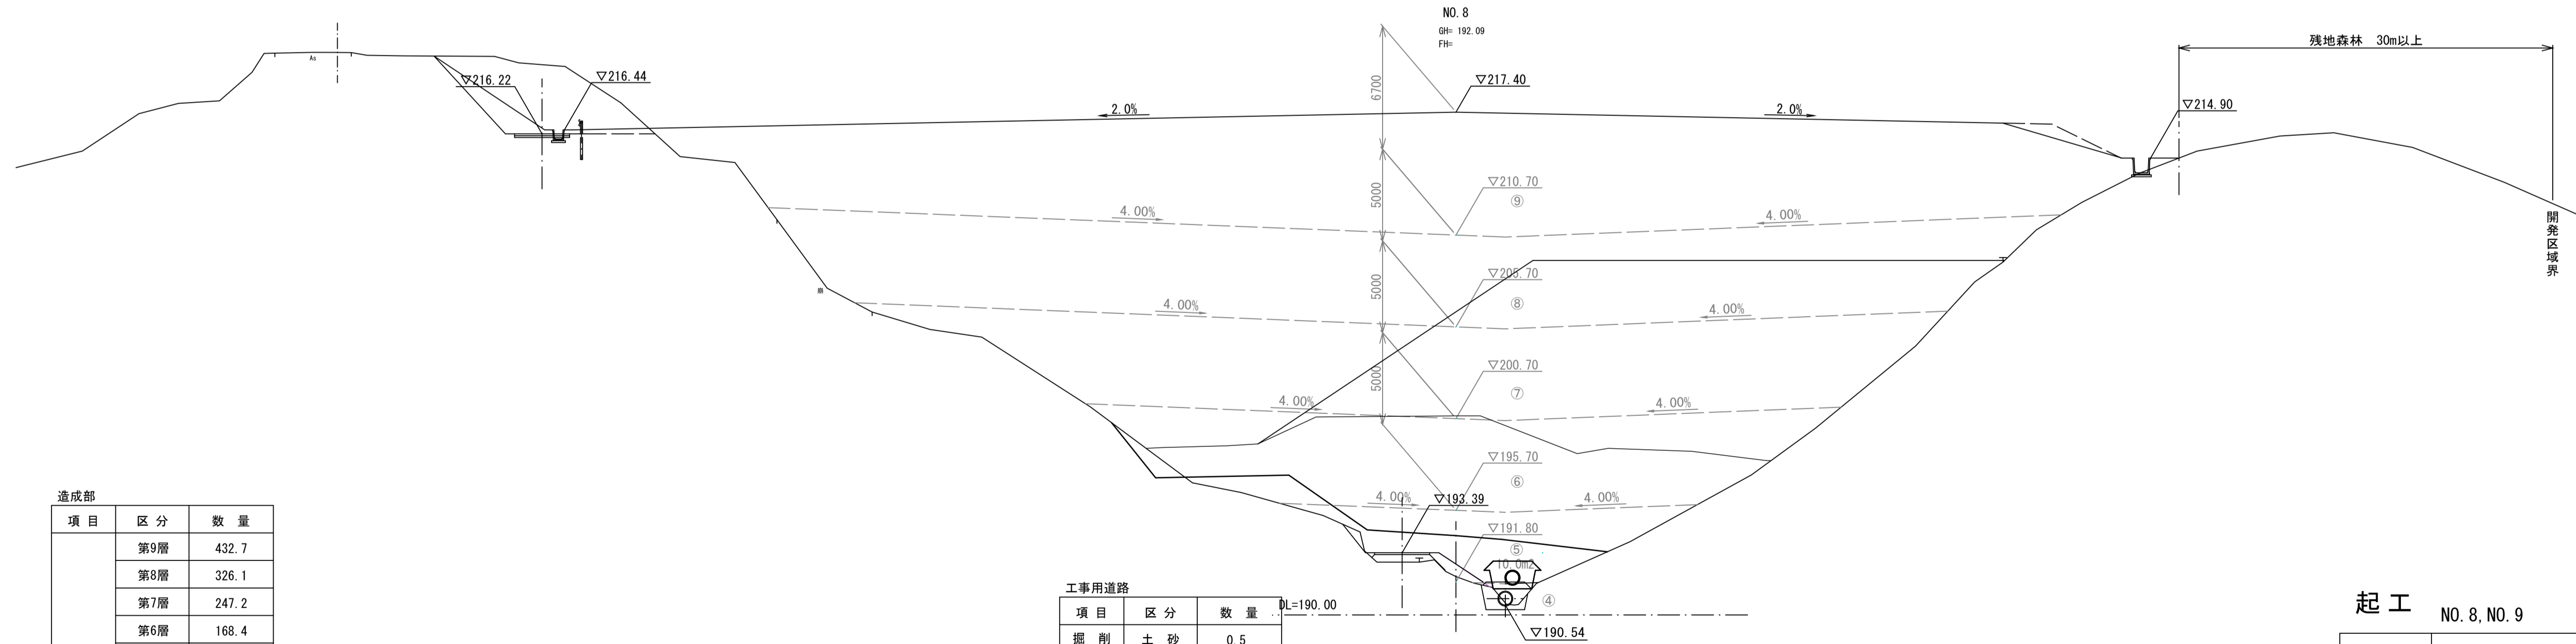 NO.8
GH= 192.09
FH=
残地森林　30m以上
As
▽216.22
▽216.44
6700
▽217.40
2.0%
2.0%
▽214.90
5000
▽210.70
⑨
4.00%
4.00%
開発区域界
崩
5000
▽205.70
⑧
4.00%
4.00%
5000
▽200.70
⑦
4.00%
4.00%
▽195.70
⑥
4.00%
▽193.39
4.00%
▽191.80
⑤
10.0m2
④
DL=190.00
▽190.54
造成部
項 目 区 分 数 量
第9層 432.7
第8層 326.1
第7層 247.2
第6層 168.4
工事用道路
項 目 区 分 数 量
掘 削 土 砂 0.5
起工 NO.8,NO.9